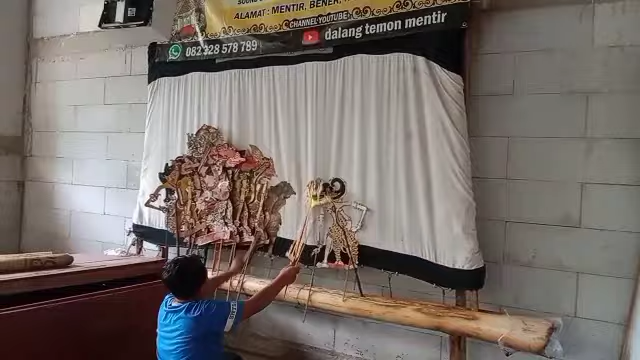 ALAMAT: MENTIR, BENER,
CHANNEL YOUTUBE
082 328 578 789
dalang temon mentir